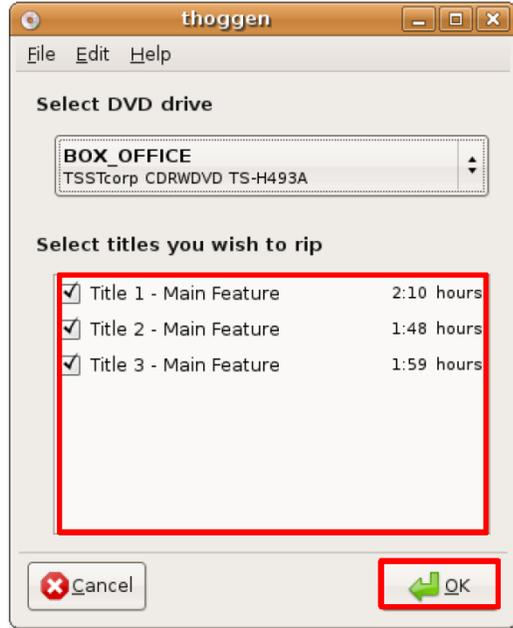 thoggen
File Edit Help
Select DVD drive
BOX_OFFICE
TSSTcorp CDRWDVD TS-H493A
Select titles you wish to rip
Title 1 - Main Feature 2:10 hours
Title 2 - Main Feature 1:48 hours
Title 3 - Main Feature 1:59 hours
Cancel OK